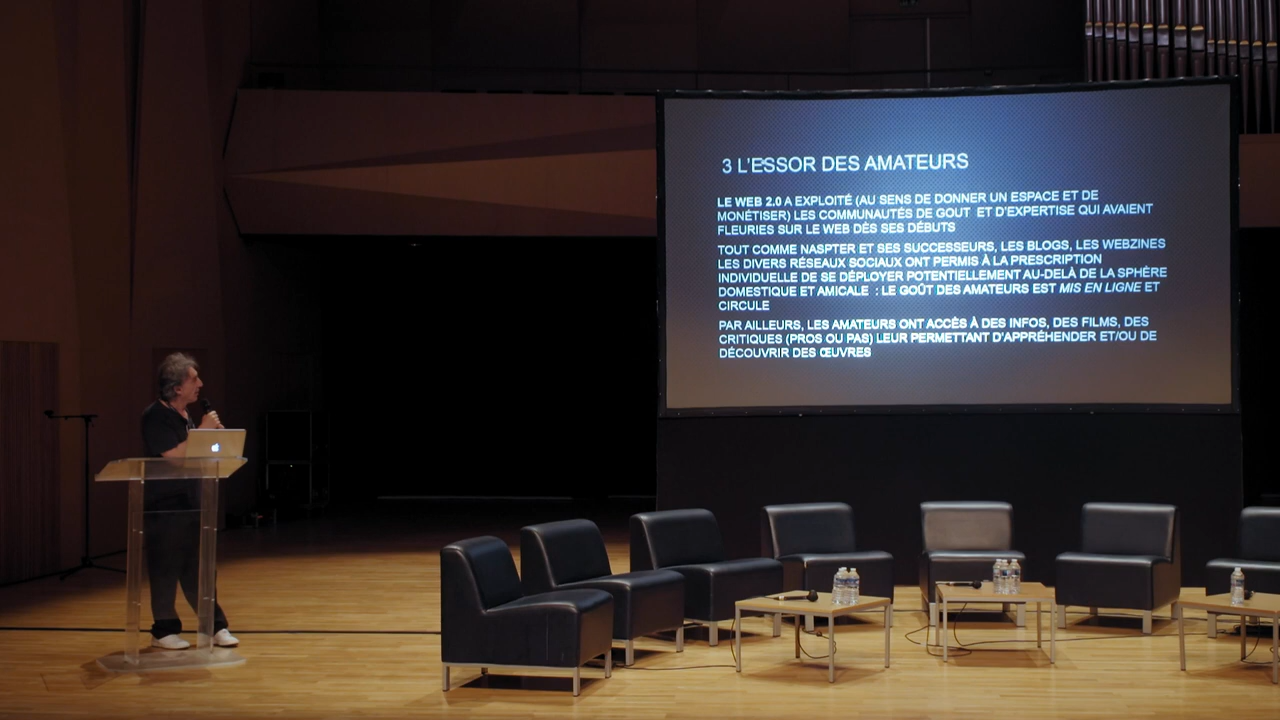 3 L'ESSOR DES AMATEURS
LE WEB 2.0 A EXPLOITÉ (AU SENS DE DONNER UN ESPACE ET DE
MONÉTISER) LES COMMUNAUTÉS DE GOUT  ET D'EXPERTISE QUI AVAIENT
FLEURIES SUR LE WEB DÈS SES DÉBUTS
TOUT COMME NASPTER ET SES SUCCESSEURS, LES BLOGS, LES WEBZINES
LES DIVERS RÉSEAUX SOCIAUX ONT PERMIS À LA PRESCRIPTION
INDIVIDUELLE DE SE DÉPLOYER POTENTIELLEMENT AU-DELÀ DE LA SPHÈRE
DOMESTIQUE ET AMICALE  : LE GOÛT DES AMATEURS EST MIS EN LIGNE ET
CIRCULE
PAR AILLEURS, LES AMATEURS ONT ACCÈS À DES INFOS, DES FILMS, DES
CRITIQUES (PROS OU PAS) LEUR PERMETTANT D'APPRÉHENDER ET/OU DE
DÉCOUVRIR DES ŒUVRES